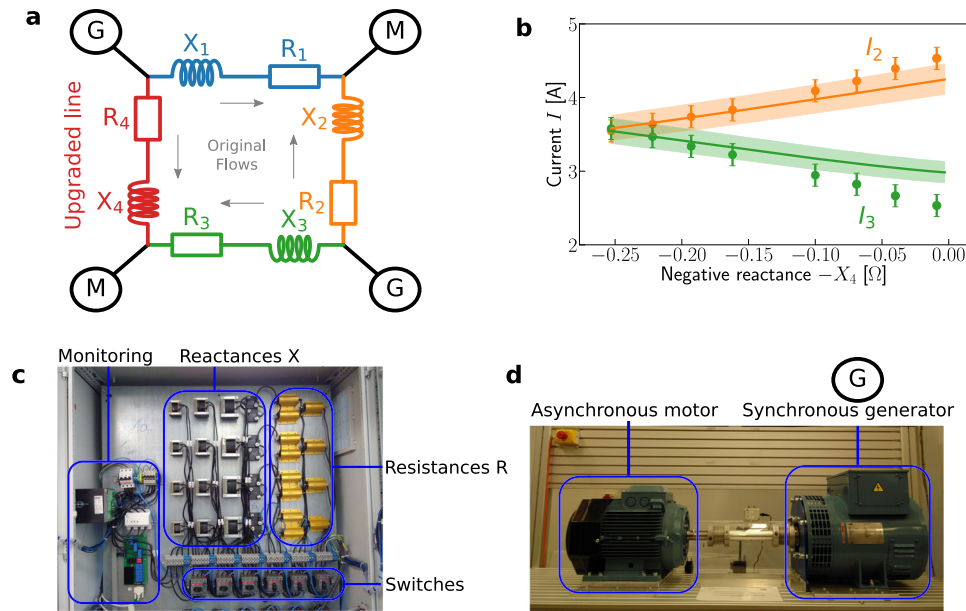 a
G
M
X1
R1
R4
X2
Upgraded line
Original
Flows
X4
R3
X3
R2
M
G
b
Current I [A]
5
4
3
2
I2
I3
−0.25 −0.20 −0.15 −0.10 −0.05 0.00
Negative reactance −X4 [Ω]
c
Monitoring
Reactances X
Resistances R
Switches
d
G
Asynchronous motor
Synchronous generator